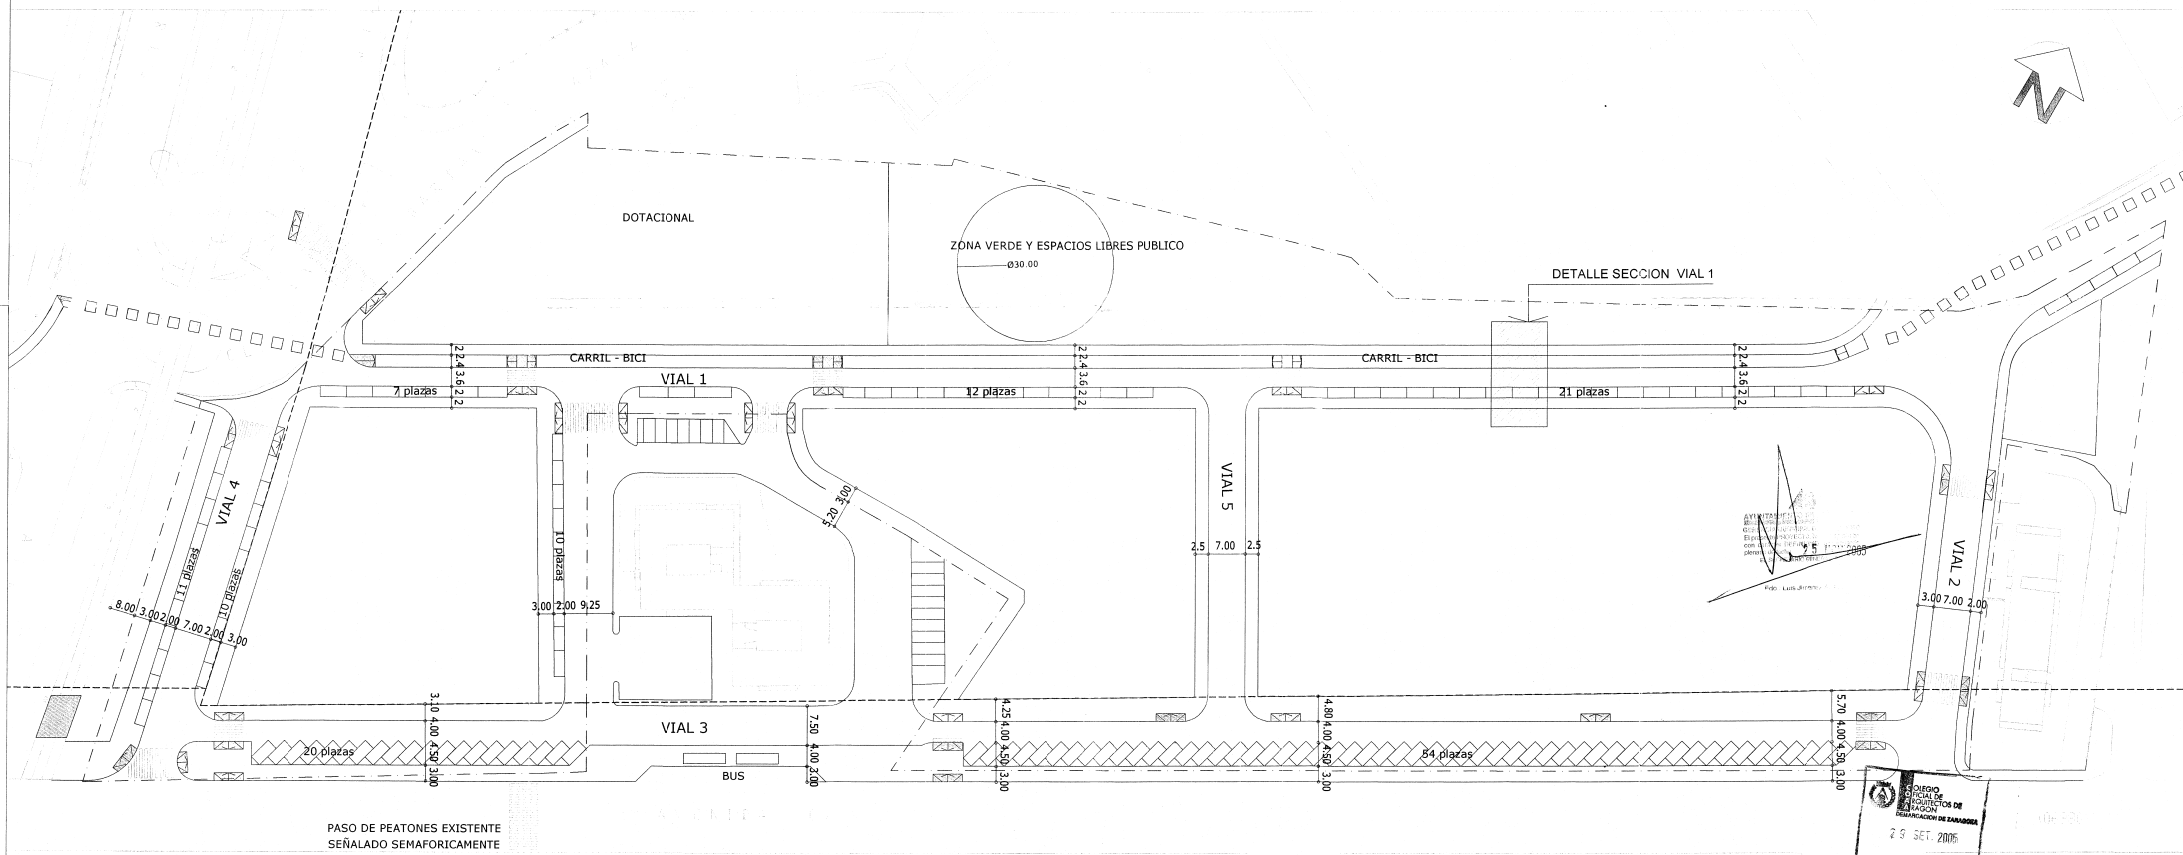 N
DOTACIONAL
ZONA VERDE Y ESPACIOS LIBRES PUBLICO
Ø30.00
DETALLE SECCION VIAL 1
CARRIL - BICI
CARRIL - BICI
VIAL 1
7 plazas
12 plazas
21 plazas
2 2.4 3.6 2 2
2 2.4 3.6 2 2
2 2.4 3.6 2 2
VIAL 4
11 plazas
10 plazas
8.00 3.00 2.00 7.00 2.00 3.00
10 plazas
3.00 2.00 9.25
5.20 3.00
VIAL 5
2.5 7.00 2.5
VIAL 2
3.00 7.00 2.00
VIAL 3
20 plazas
54 plazas
BUS
3.10 4.00 4.50 3.00
7.50 4.00 3.00
4.25 4.00 4.50 3.00
4.80 4.00 4.50 3.00
5.70 4.00 4.50 3.00
PASO DE PEATONES EXISTENTE
SEÑALADO SEMAFORICAMENTE
COLEGIO
OFICIAL DE
ARQUITECTOS DE
ARAGON
DEMARCACION DE ZARAGOZA
SET. 2005